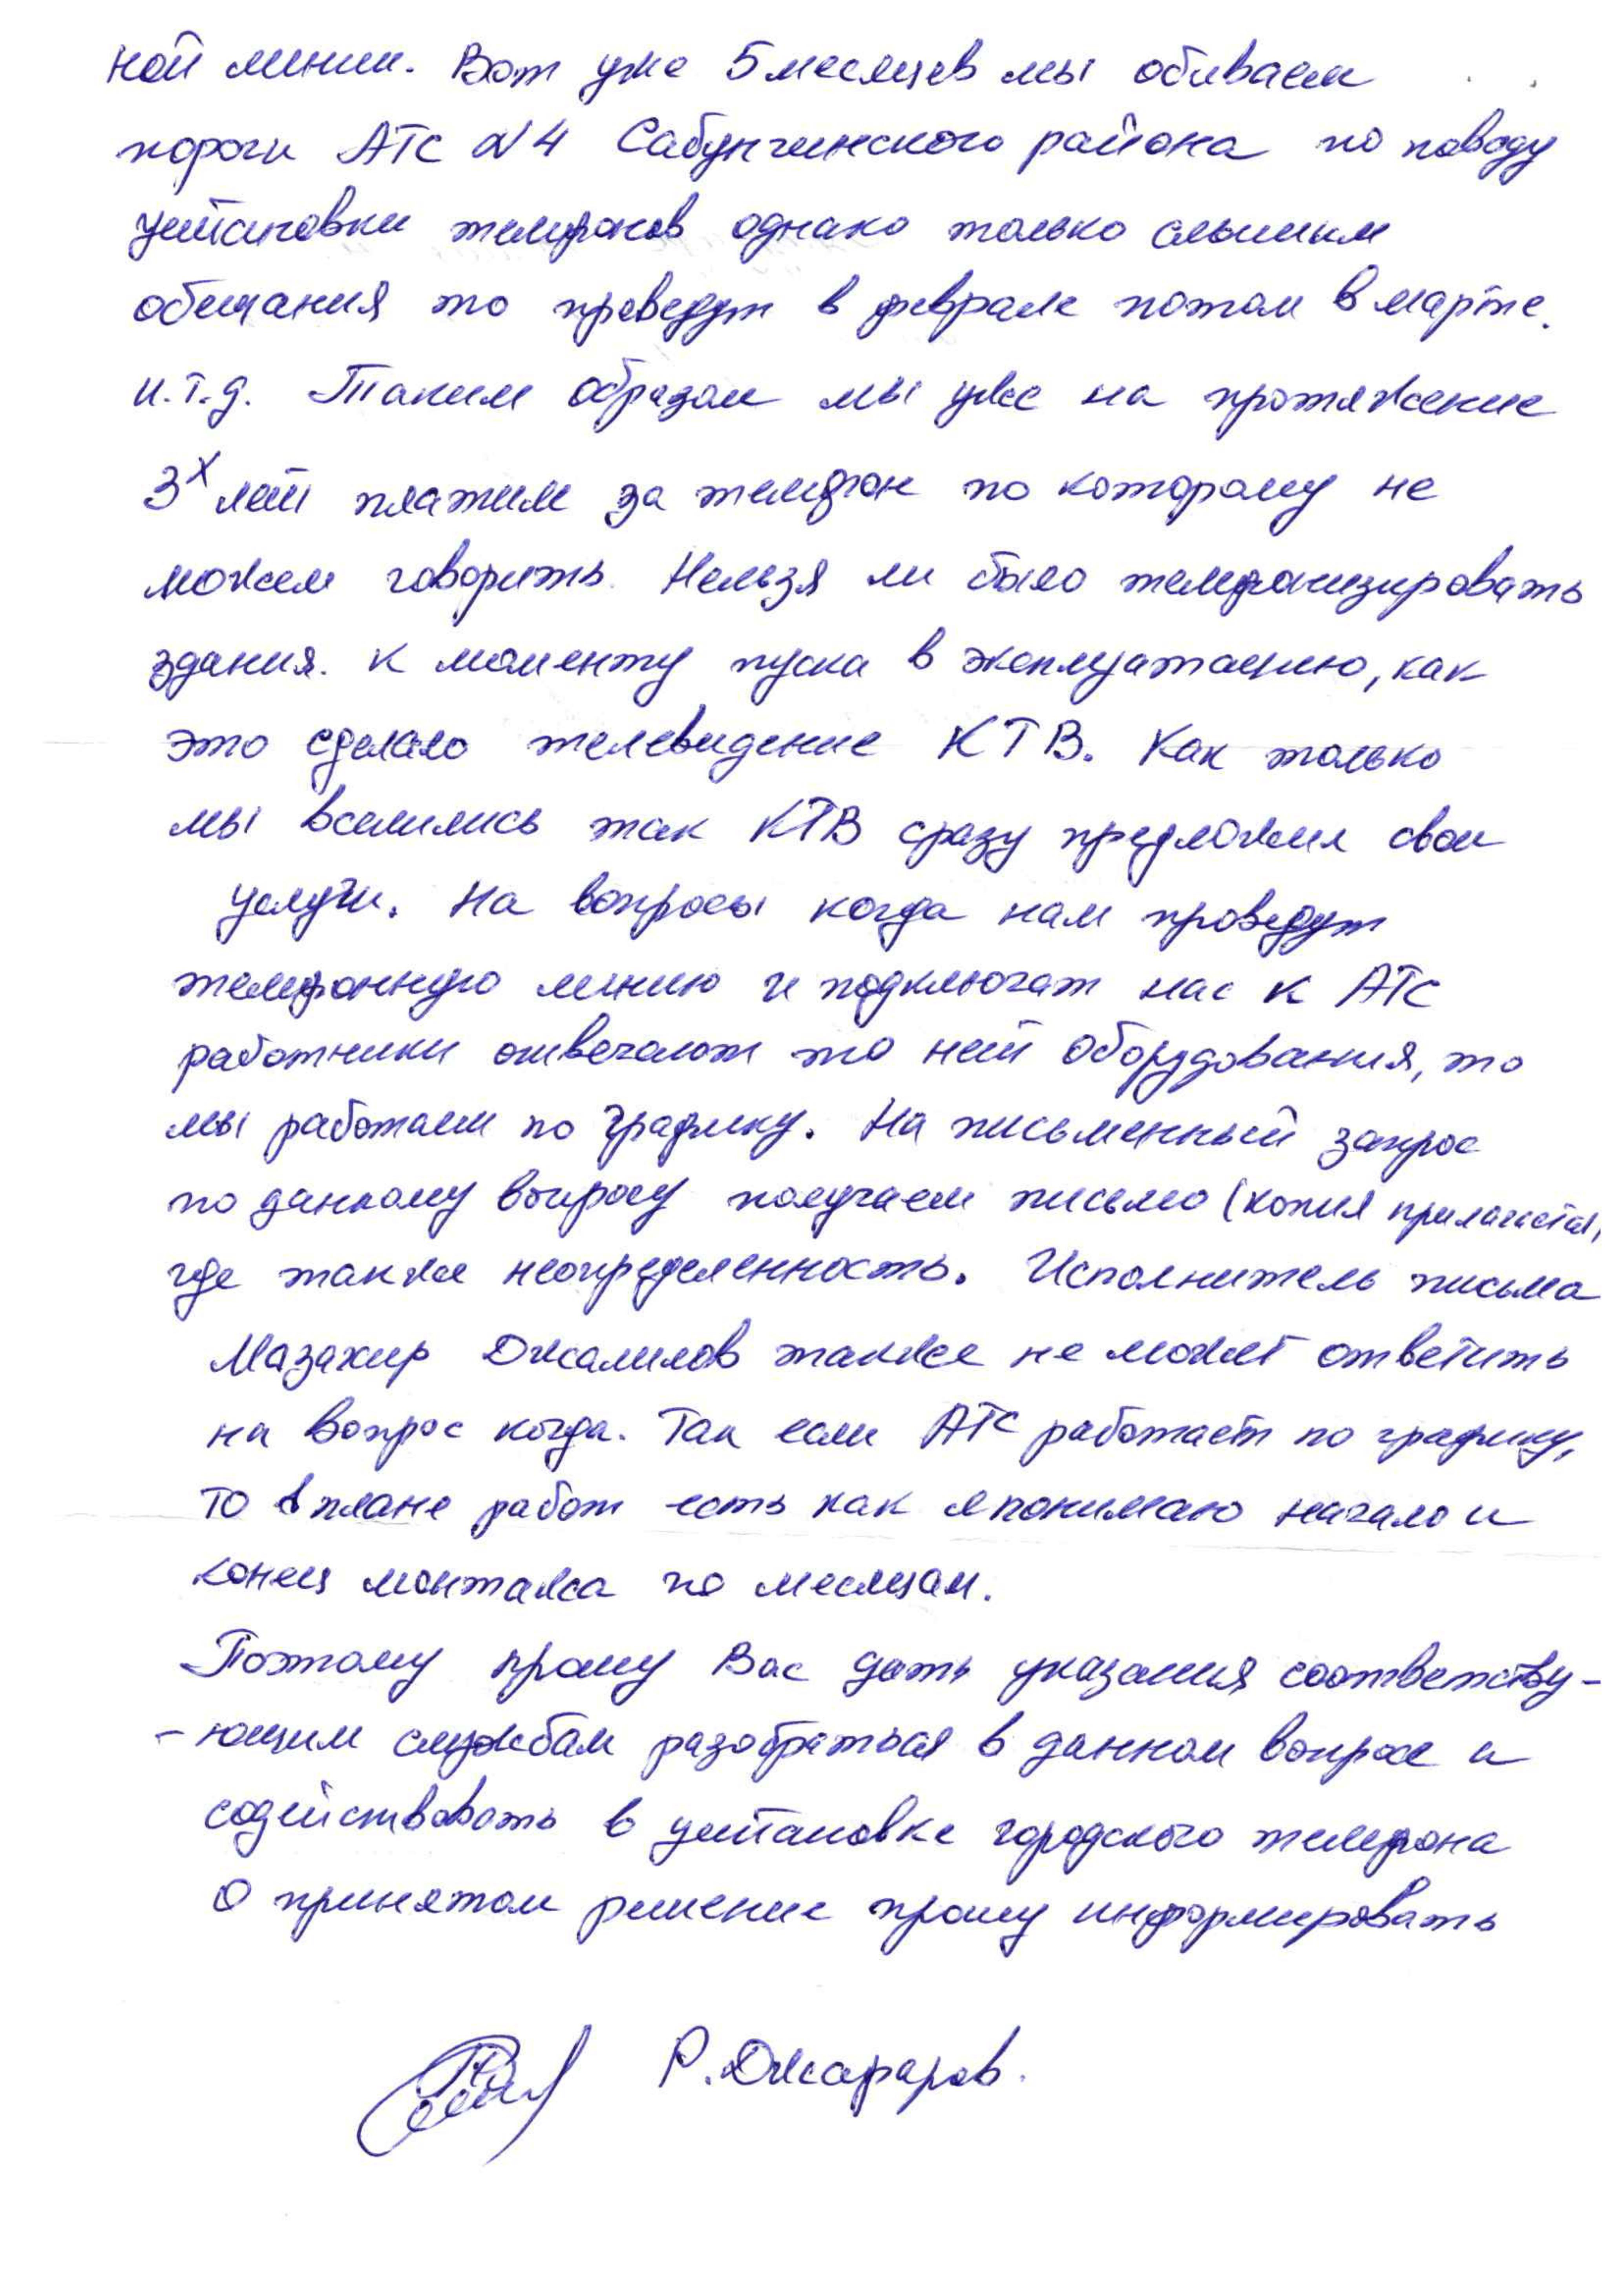 ной линии. Вот уже 5 месяцев мы обиваем
пороги АТС №4 Сабунчинского района по поводу
установки телефонов однако только слышим
обещания то проведут в феврале потом в марте.
и.т.д. Таким образом мы уже на протяжение
3х лет платим за телефон по которому не
можем говорить. Нельзя ли было телефонизировать
здания. к моменту пуска в эксплуатацию, как
это сделало телевидение КТВ. Как только
мы вселились так КТВ сразу предложил свои
услуги. На вопросы когда нам проведут
телефонную линию и подключат нас к АТС
работники отвечают то нет оборудования, то
мы работаем по графику. На письменный запрос
по данному вопросу получаем письмо (копия прилагается),
где также неопределенность. Исполнитель письма
Мазахир Джалилов также не может ответить
на вопрос когда. Так если АТС работает по графику,
то в плане работ есть как я понимаю начало и
конец монтажа по месяцам.
Поэтому прошу Вас дать указания соответству-
-ющим службам разобраться в данном вопросе и
содействовать в установке городского телефона
О принятом решение прошу информировать
Р. Джафаров.